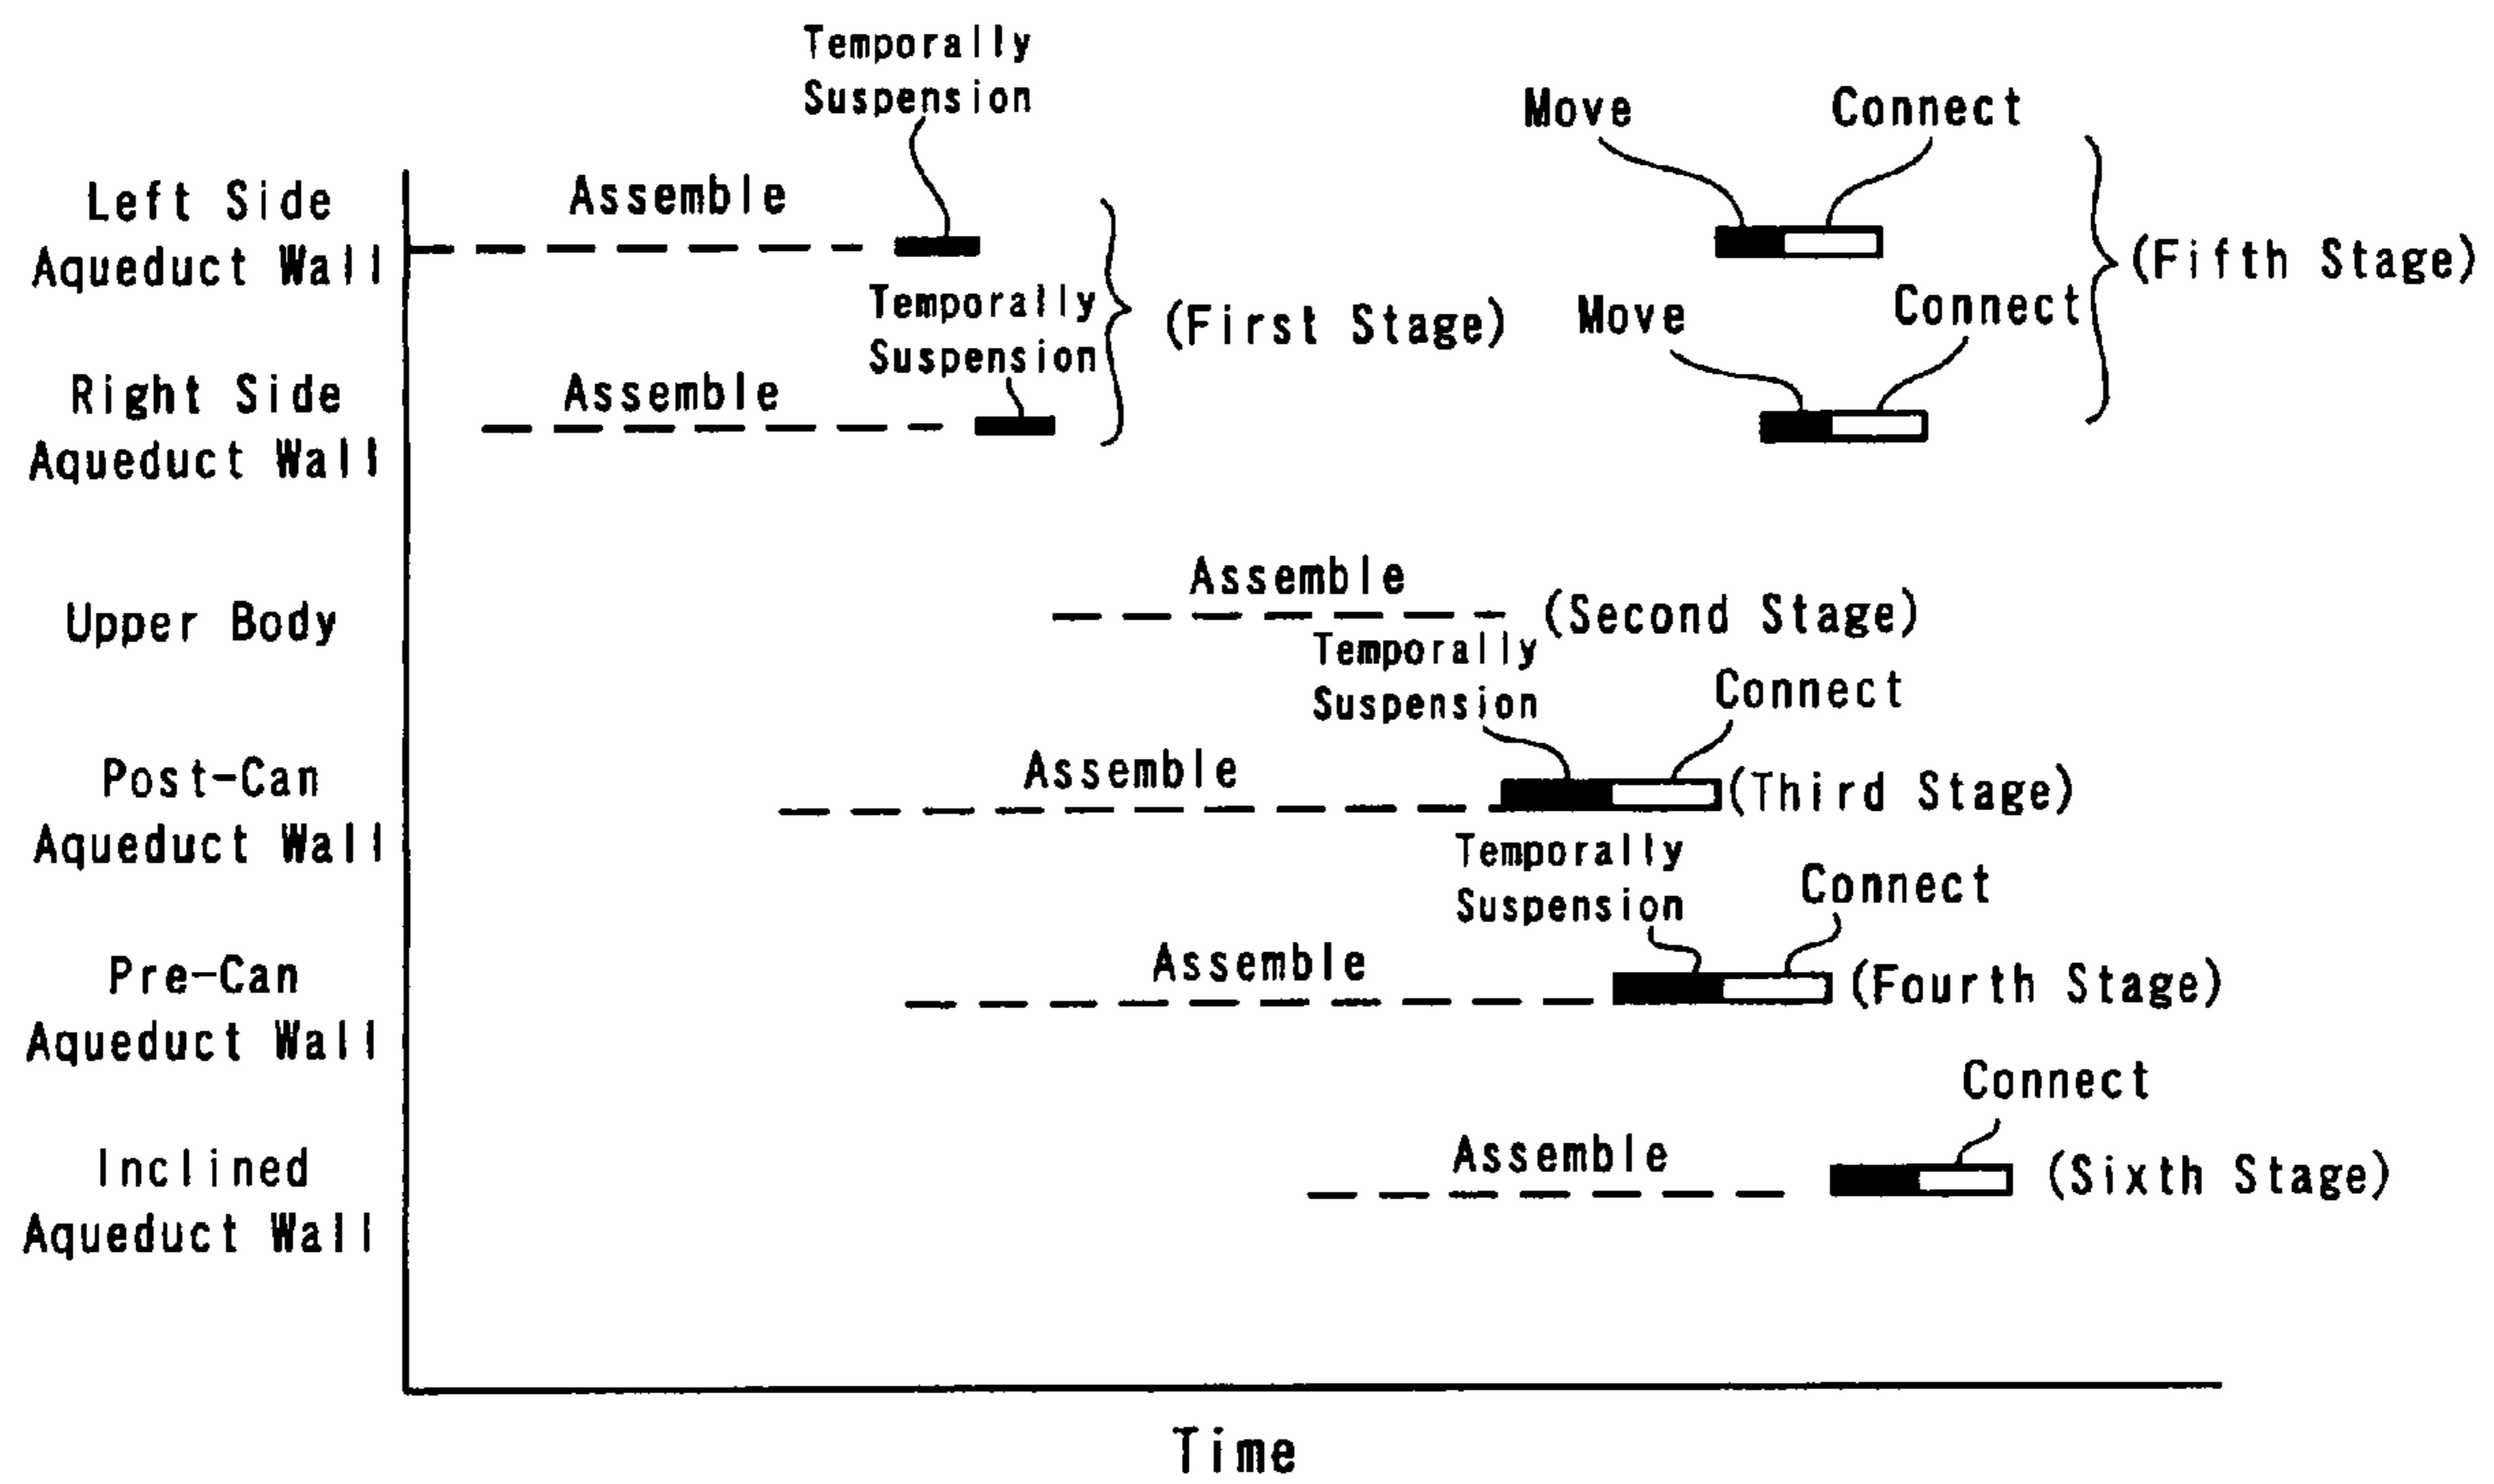 Temporally
Suspension
Move
Connect
Left Side
Aqueduct Wall
Assemble
(Fifth Stage)
Temporally
Suspension
(First Stage)
Move
Connect
Right Side
Aqueduct Wall
Assemble
Upper Body
Assemble
(Second Stage)
Temporally
Suspension
Connect
Post-Can
Aqueduct Wall
Assemble
(Third Stage)
Temporally
Suspension
Connect
Pre-Can
Aqueduct Wall
Assemble
(Fourth Stage)
Connect
Inclined
Aqueduct Wall
Assemble
(Sixth Stage)
Time